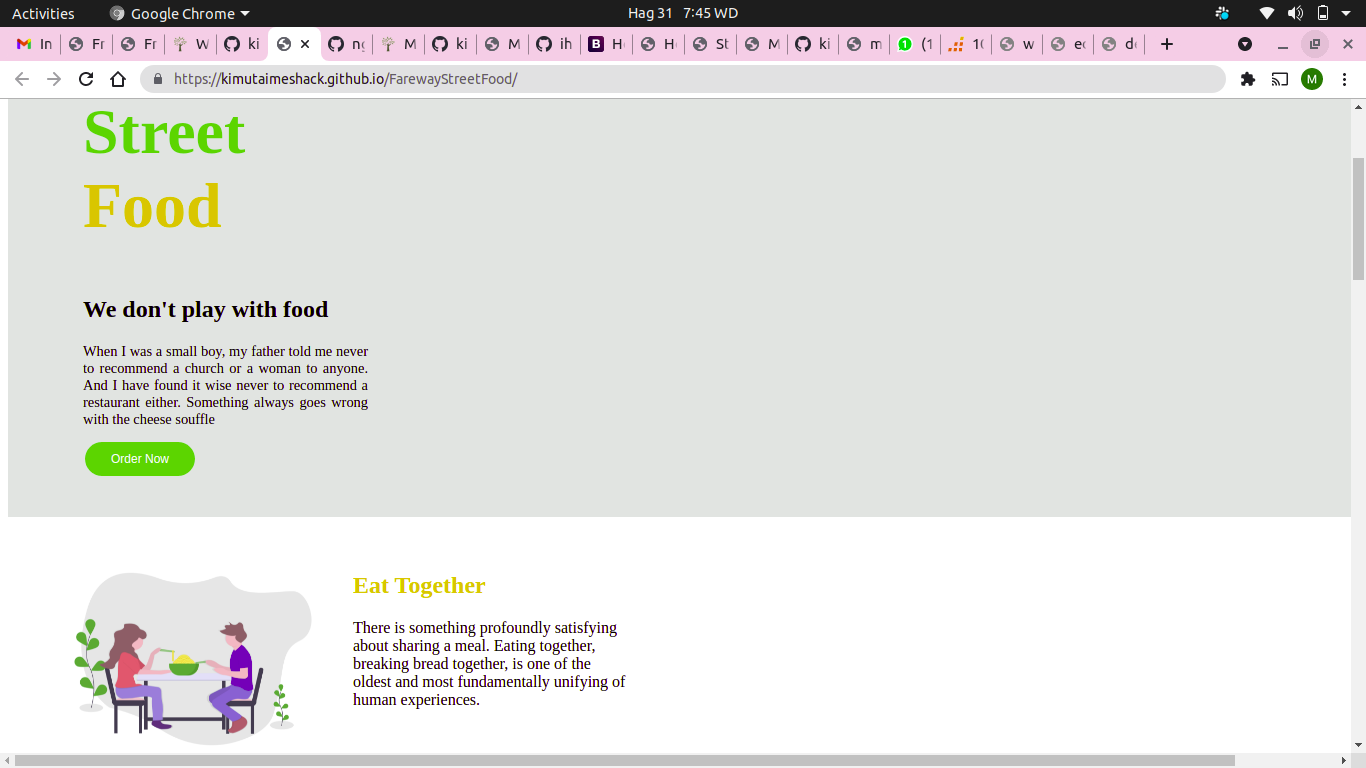 Activities Google Chrome Hag 31 7:45 WD
In Fr Fr W ki ng M ki M ih H Si M ki m (1 10 w ec de
https://kimutaimeshack.github.io/FarewayStreetFood/ M
Street
Food
We don't play with food
When I was a small boy, my father told me never
to recommend a church or a woman to anyone.
And I have found it wise never to recommend a
restaurant either. Something always goes wrong
with the cheese souffle
Order Now
Eat Together
There is something profoundly satisfying
about sharing a meal. Eating together,
breaking bread together, is one of the
oldest and most fundamentally unifying of
human experiences.